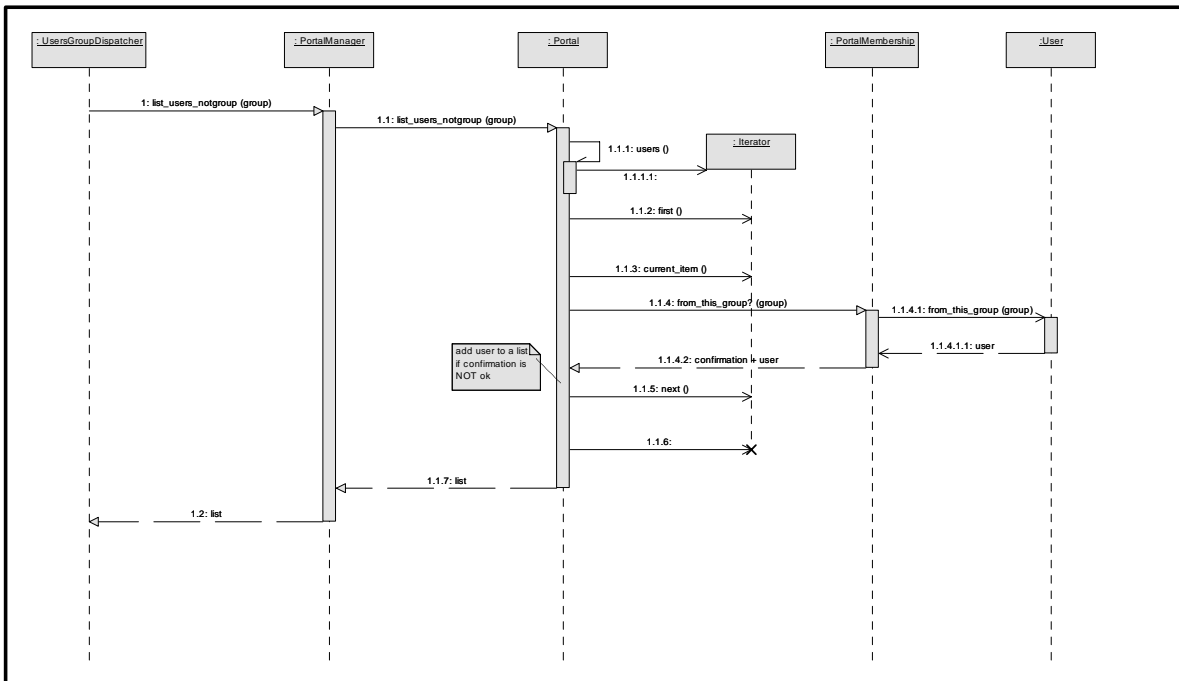 : UsersGroupDispatcher
: PortalManager
: Portal
: PortalMembership
:User
1: list_users_notgroup (group)
1.1: list_users_notgroup (group)
1.1.1: users ()
: Iterator
1.1.1.1:
1.1.2: first ()
1.1.3: current_item ()
1.1.4: from_this_group? (group)
1.1.4.1: from_this_group (group)
1.1.4.1.1: user
add user to a list
if confirmation is
NOT ok
1.1.4.2: confirmation + user
1.1.5: next ()
1.1.6:
1.1.7: list
1.2: list